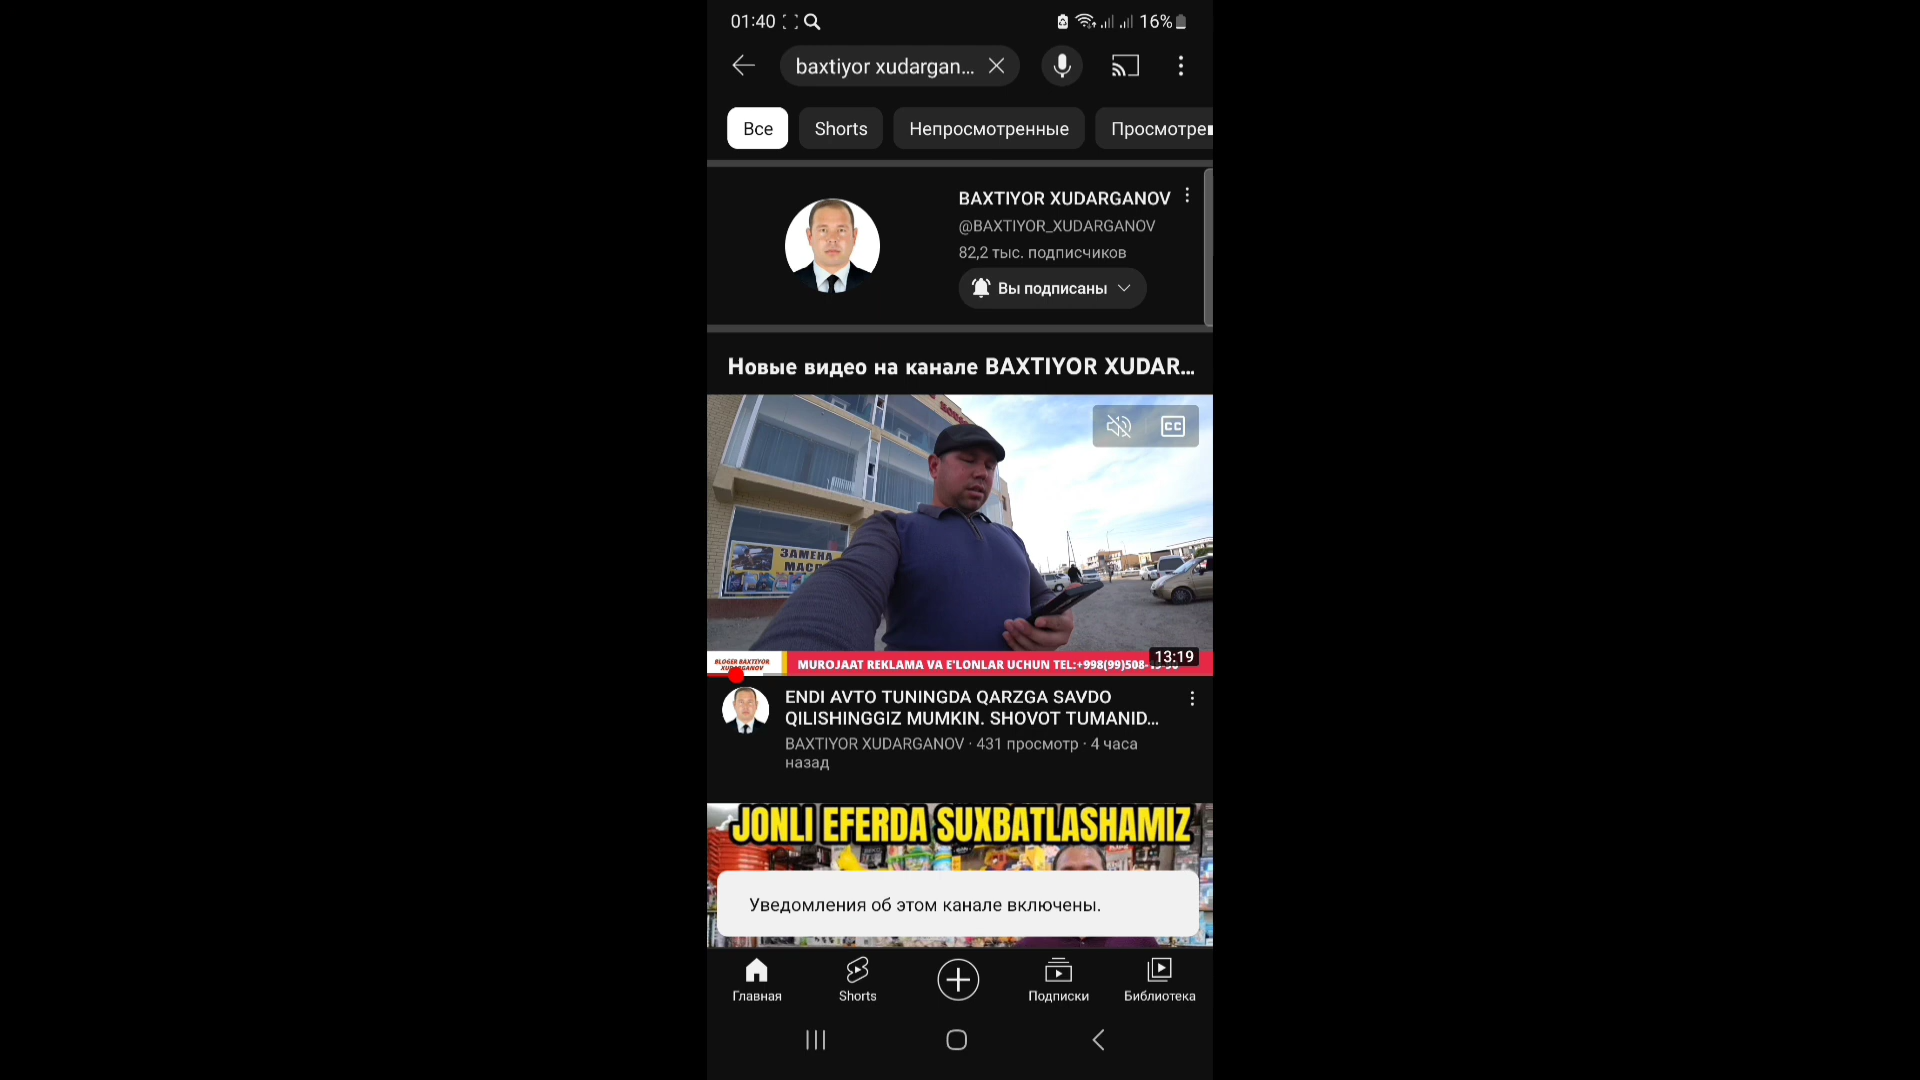 01:40
16%
baxtiyor xudargan...
Все
Shorts
Непросмотренные
Просмотре
BAXTIYOR XUDARGANOV
@BAXTIYOR_XUDARGANOV
82,2 тыс. подписчиков
Вы подписаны
Новые видео на канале BAXTIYOR XUDAR...
CC
ЗАМЕНА
МАСЛ
13:19
BLOGER BAXTIYOR
XUDARGANOV
MUROJAAT REKLAMA VA E'LONLAR UCHUN TEL:+998(99)508-
ENDI AVTO TUNINGDA QARZGA SAVDO
QILISHINGGIZ MUMKIN. SHOVOT TUMANID...
BAXTIYOR XUDARGANOV · 431 просмотр · 4 часа
назад
JONLI EFERDA SUXBATLASHAMIZ
Уведомления об этом канале включены.
Главная
Shorts
Подписки
Библиотека